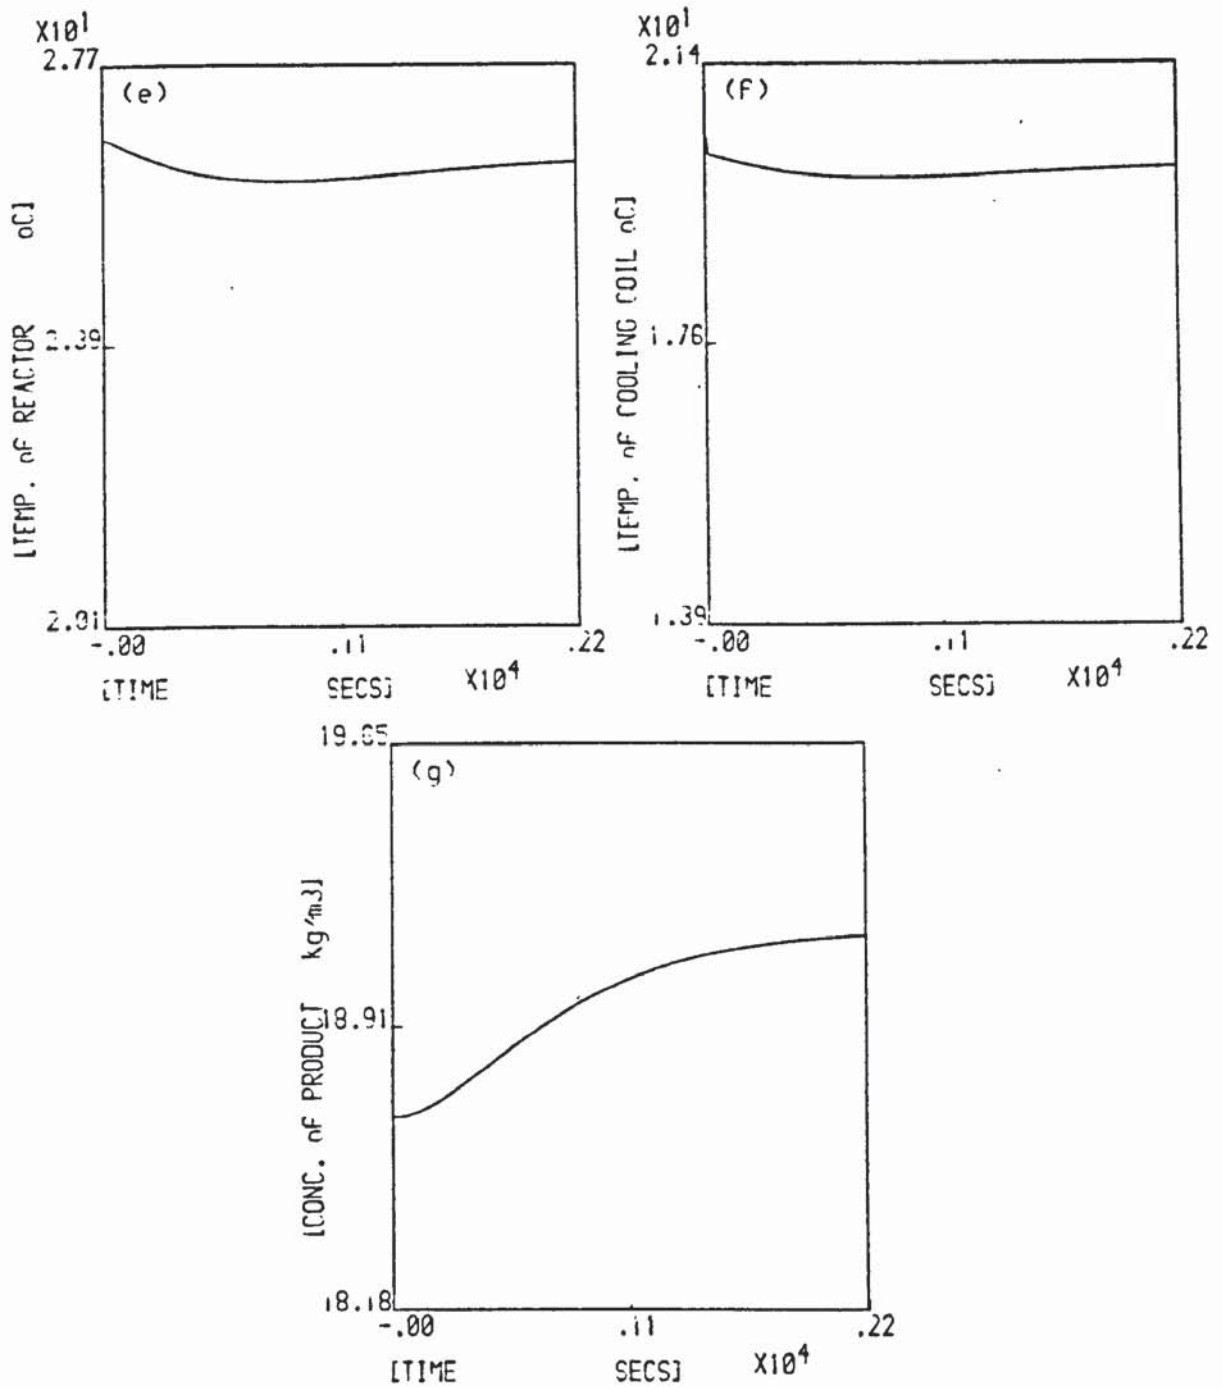 X10¹
2.77
(e)
[TEMP. of REACTOR oC]
2.39
2.01
-.00 .11 .22
[TIME SECS] X10⁴
X10¹
2.14
(f)
[TEMP. of COOLING COIL oC]
1.76
1.39
-.00 .11 .22
[TIME SECS] X10⁴
19.65
(g)
[CONC. of PRODUCT kg/m3]
18.91
18.18
-.00 .11 .22
[TIME SECS] X10⁴